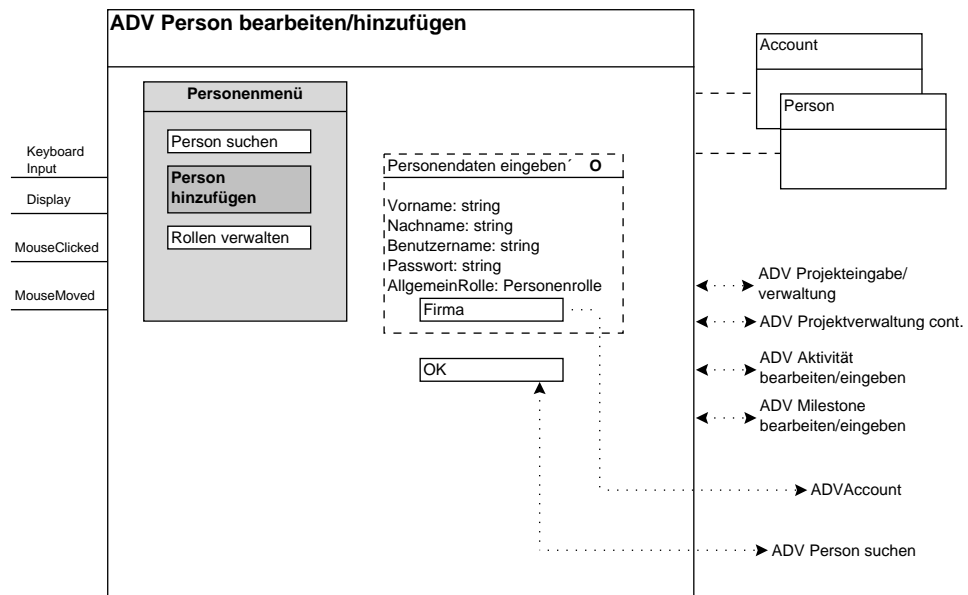 ADV Person bearbeiten/hinzufügen
Account
Person
Personenmenü
Person suchen
Person
hinzufügen
Rollen verwalten
Keyboard
Input
Display
MouseClicked
MouseMoved
Personendaten eingeben´ O
Vorname: string
Nachname: string
Benutzername: string
Passwort: string
AllgemeinRolle: Personenrolle
Firma
OK
ADV Projekteingabe/
verwaltung
ADV Projektverwaltung cont.
ADV Aktivität
bearbeiten/eingeben
ADV Milestone
bearbeiten/eingeben
ADVAccount
ADV Person suchen